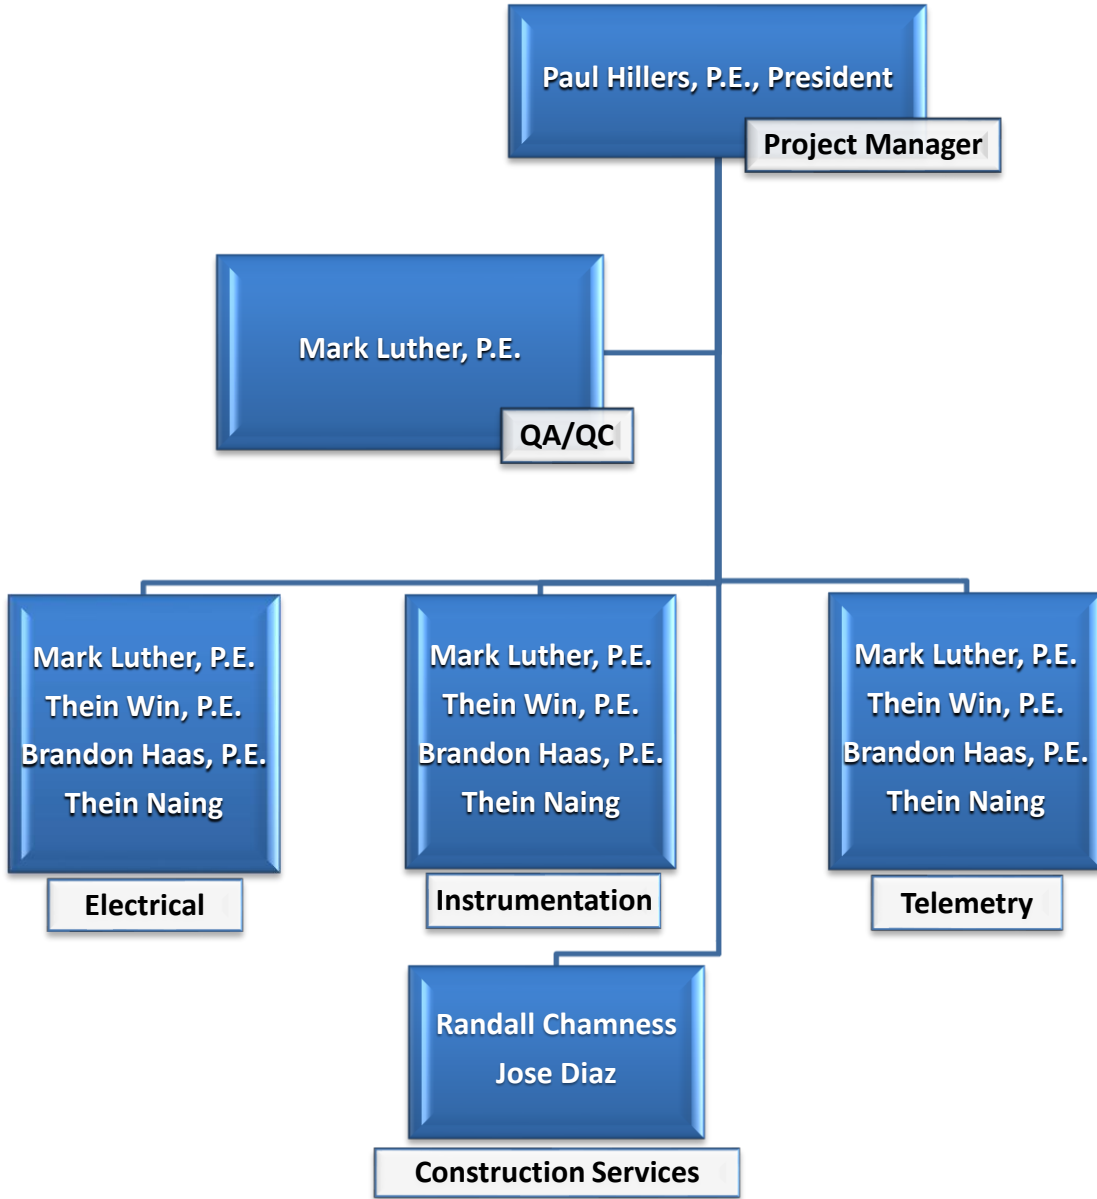 Paul Hillers, P.E., President
Project Manager
Mark Luther, P.E.
QA/QC
Mark Luther, P.E.
Thein Win, P.E.
Brandon Haas, P.E.
Thein Naing
Electrical
Mark Luther, P.E.
Thein Win, P.E.
Brandon Haas, P.E.
Thein Naing
Instrumentation
Mark Luther, P.E.
Thein Win, P.E.
Brandon Haas, P.E.
Thein Naing
Telemetry
Randall Chamness
Jose Diaz
Construction Services